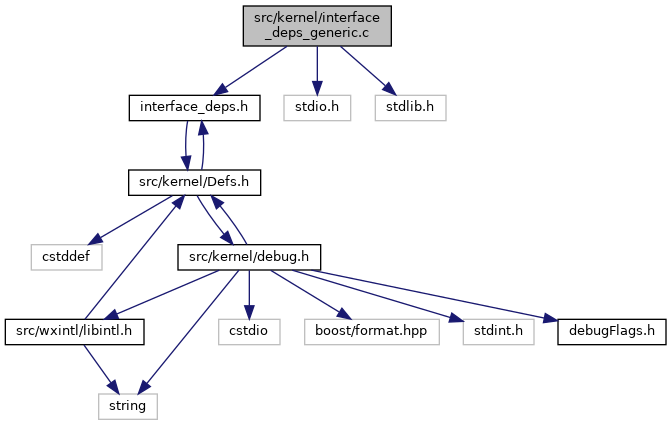 src/kernel/interface
_deps_generic.c
interface_deps.h
stdio.h
stdlib.h
src/kernel/Defs.h
cstddef
src/kernel/debug.h
src/wxintl/libintl.h
cstdio
boost/format.hpp
stdint.h
debugFlags.h
string